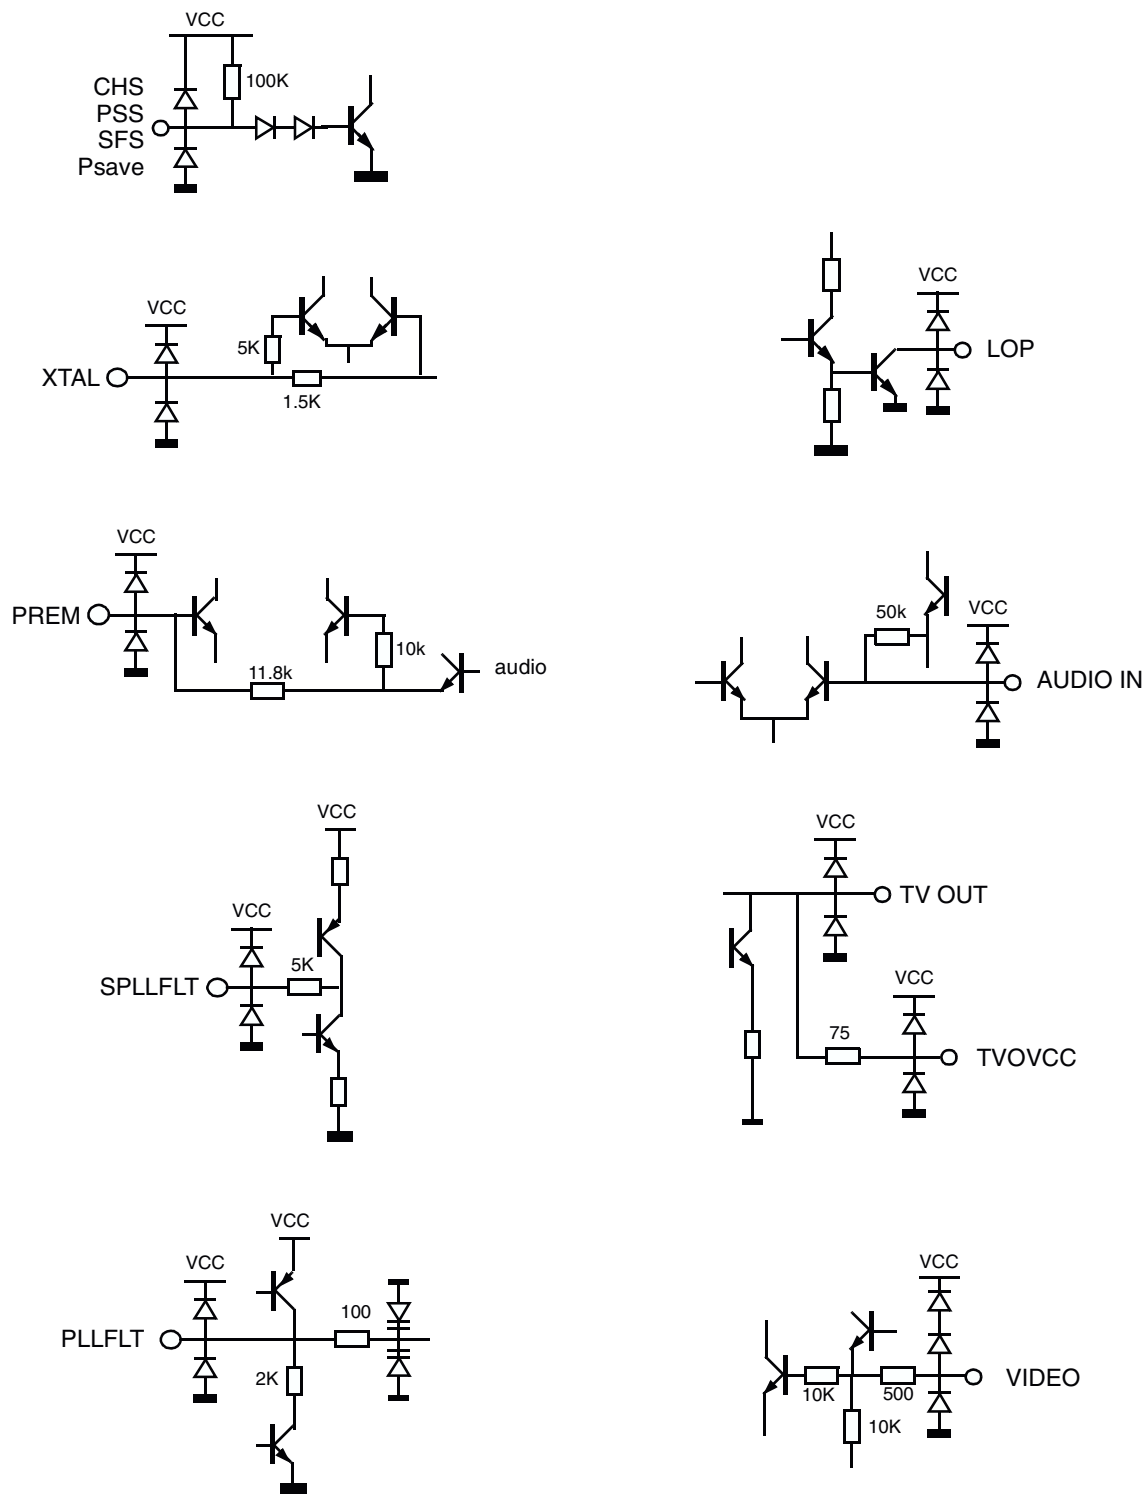 VCC
100K
CHS
PSS
SFS
Psave
VCC
5K
XTAL
1.5K
VCC
LOP
VCC
PREM
10k
11.8k
audio
50k
VCC
AUDIO IN
VCC
VCC
5K
SPLLFLT
VCC
TV OUT
VCC
75
TVOVCC
VCC
VCC
100
PLLFLT
2K
VCC
VIDEO
10K
500
10K